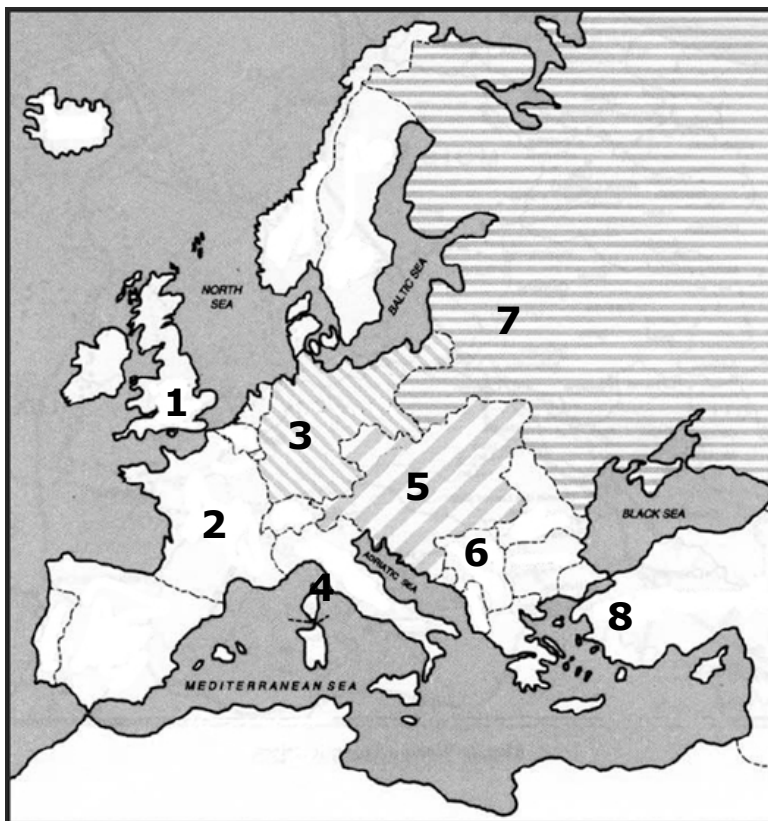 NORTH
SEA
BALTIC SEA
7
1
3
5
2
BLACK SEA
6
ADRIATIC SEA
4
8
MEDITERRANEAN SEA